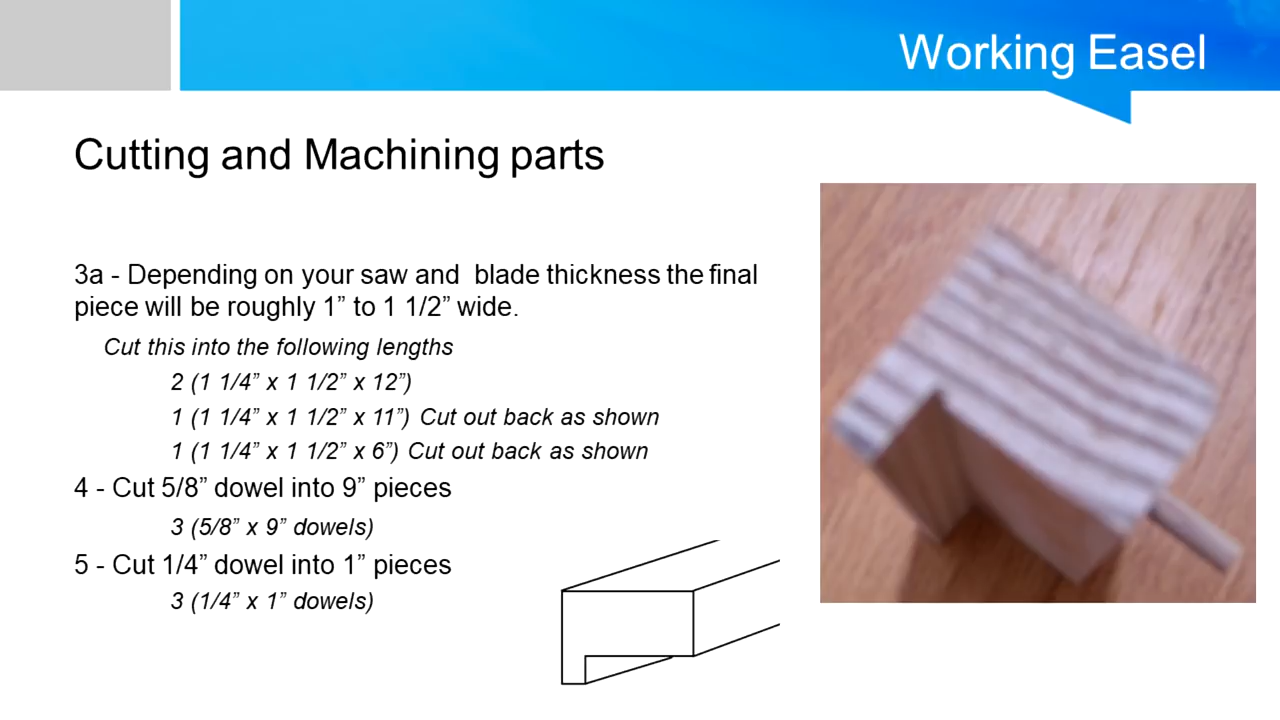 Working Easel
Cutting and Machining parts
3a - Depending on your saw and  blade thickness the final
piece will be roughly 1” to 1 1/2” wide.
Cut this into the following lengths
2 (1 1/4” x 1 1/2” x 12”)
1 (1 1/4” x 1 1/2” x 11”) Cut out back as shown
1 (1 1/4” x 1 1/2” x 6”) Cut out back as shown
4 - Cut 5/8” dowel into 9” pieces
3 (5/8” x 9” dowels)
5 - Cut 1/4” dowel into 1” pieces
3 (1/4” x 1” dowels)